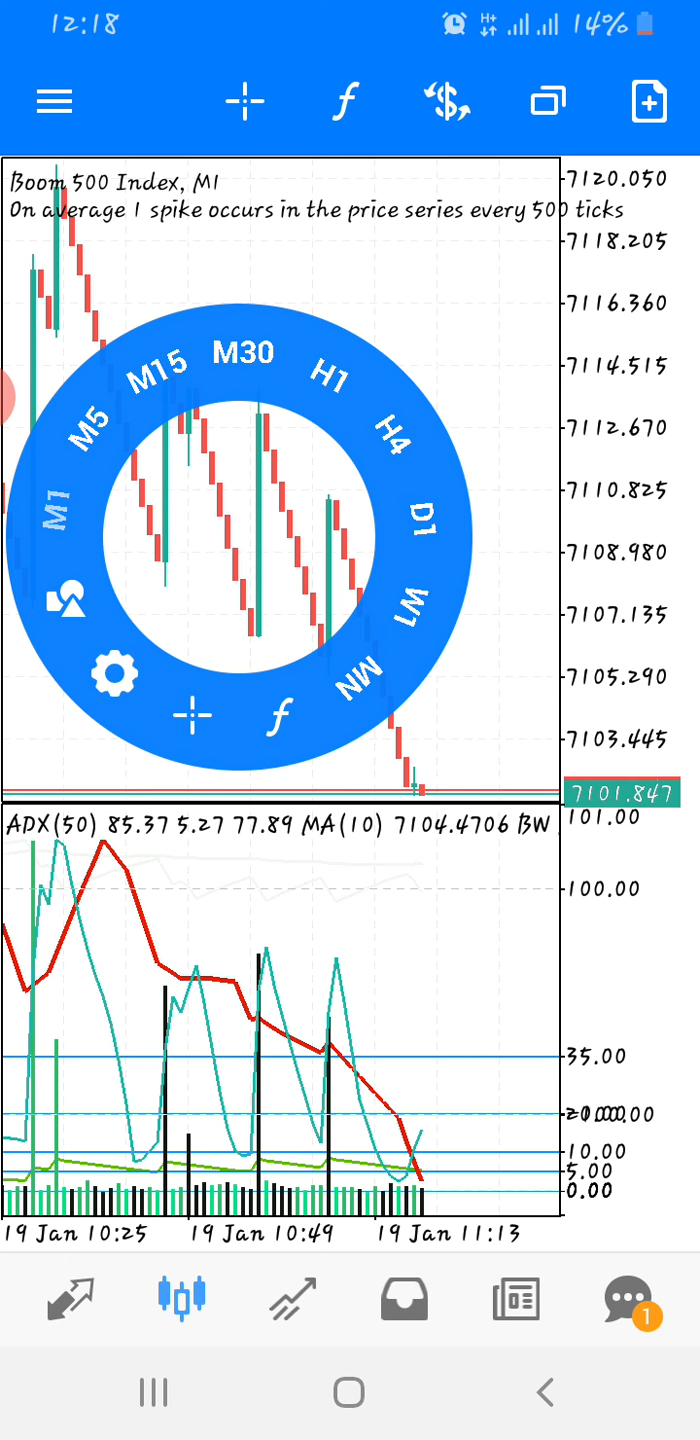 12:18
H+
14%
f
$
Boom 500 Index, M1
On average 1 spike occurs in the price series every 500 ticks
7120.050
7118.205
7116.360
7114.515
7112.670
7110.825
7108.980
7107.135
7105.290
7103.445
7101.847
M1
M5
M15
M30
H1
H4
D1
W1
MN
f
ADX(50) 85.37 5.27 77.89 MA(10) 7104.4706 BW
101.00
100.00
35.00
10.00
5.00
0.00
19 Jan 10:25
19 Jan 10:49
19 Jan 11:13
1